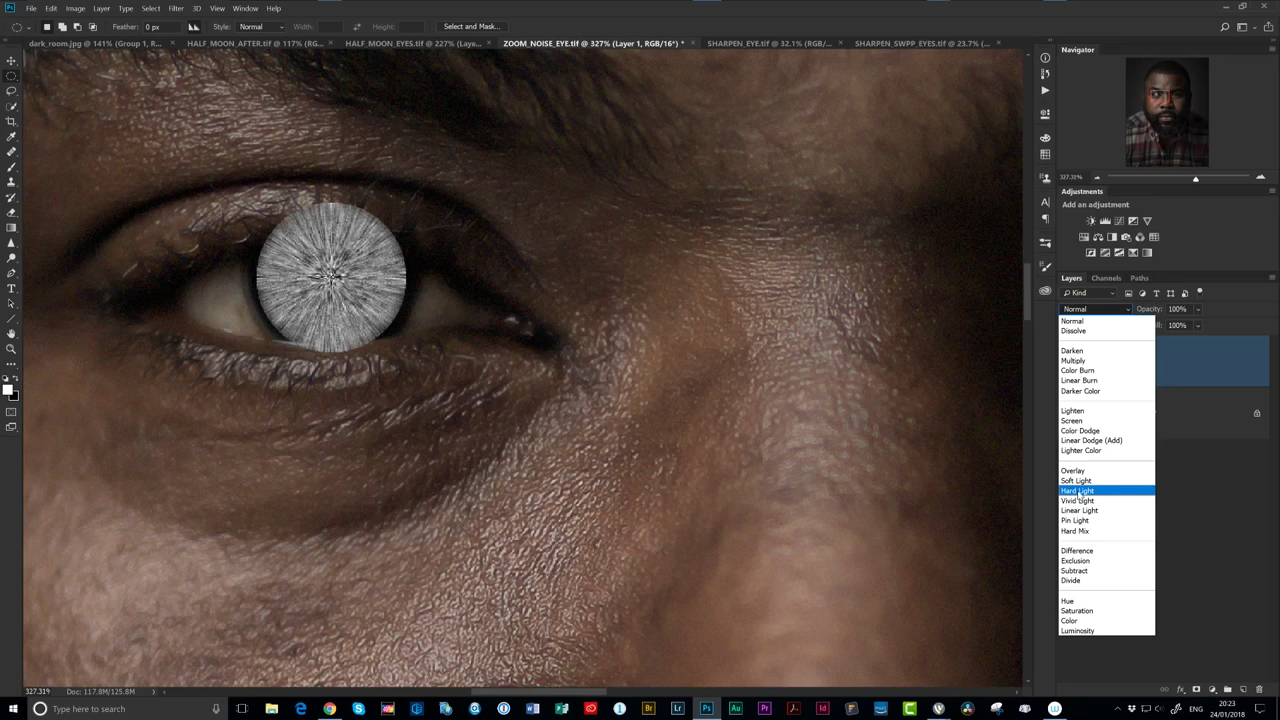 File Edit Image Layer Type Select Filter 3D View Window Help
Feather: 0 px Style: Normal Width: Height: Select and Mask...
dark_room.jpg @ 141% (Group 1, R... × HALF_MOON_AFTER.tif @ 117% (RG... × HALF_MOON_EYES.tif @ 227% (Laye... × ZOOM_NOISE_EYE.tif @ 327% (Layer 1, RGB/16*) * × SHARPEN_EYE.tif @ 32.1% (RGB/... × SHARPEN_SWPP_EYES.tif @ 23.7% (... ×
Navigator
327.31%
Adjustments
Add an adjustment
Layers Channels Paths
Kind
Normal Opacity: 100%
Fill: 100%
Normal
Dissolve
Darken
Multiply
Color Burn
Linear Burn
Darker Color
Lighten
Screen
Color Dodge
Linear Dodge (Add)
Lighter Color
Overlay
Soft Light
Hard Light
Vivid Light
Linear Light
Pin Light
Hard Mix
Difference
Exclusion
Subtract
Divide
Hue
Saturation
Color
Luminosity
327.31% Doc: 117.8M/125.8M
Type here to search
ENG
20:23
24/01/2018